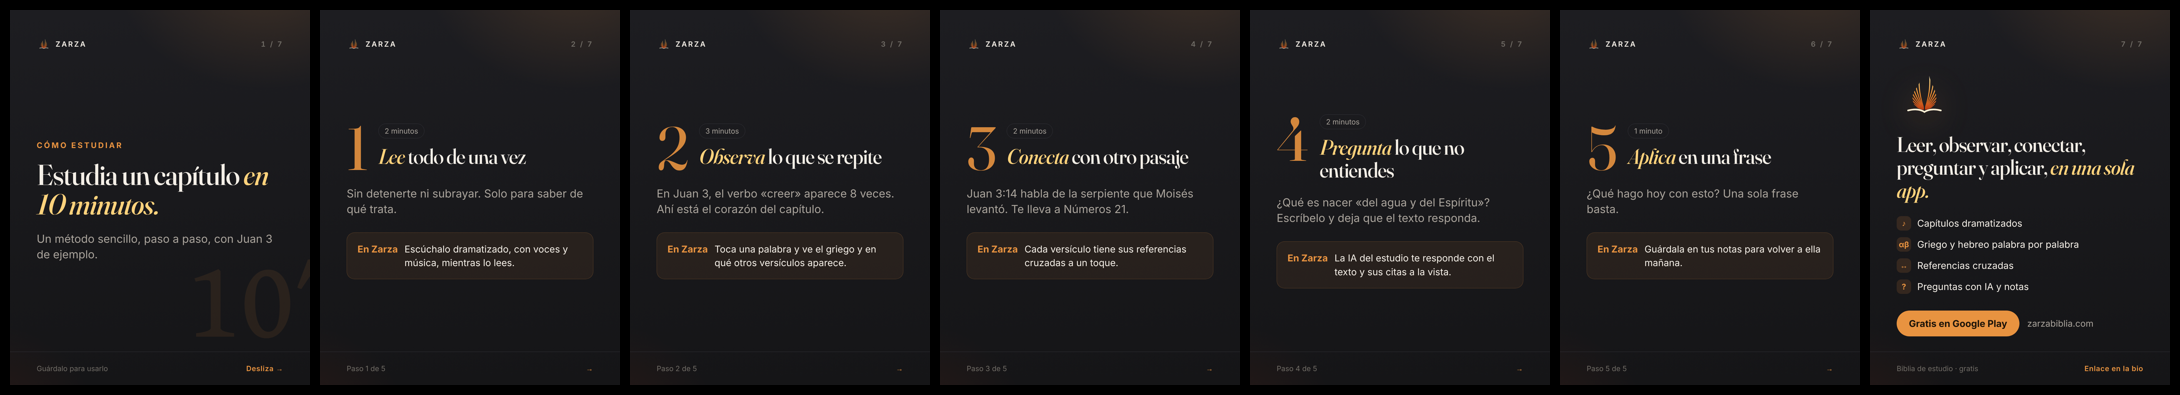 ZARZA
1 / 7
CÓMO ESTUDIAR
Estudia un capítulo en
10 minutos.
Un método sencillo, paso a paso, con Juan 3
de ejemplo.
10′
Guárdalo para usarlo
Desliza →
ZARZA
2 / 7
1
2 minutos
Lee todo de una vez
Sin detenerte ni subrayar. Solo para saber de
qué trata.
En Zarza Escúchalo dramatizado, con voces y
música, mientras lo lees.
Paso 1 de 5
→
ZARZA
3 / 7
2
3 minutos
Observa lo que se repite
En Juan 3, el verbo «creer» aparece 8 veces.
Ahí está el corazón del capítulo.
En Zarza Toca una palabra y ve el griego y en
qué otros versículos aparece.
Paso 2 de 5
→
ZARZA
4 / 7
3
2 minutos
Conecta con otro pasaje
Juan 3:14 habla de la serpiente que Moisés
levantó. Te lleva a Números 21.
En Zarza Cada versículo tiene sus referencias
cruzadas a un toque.
Paso 3 de 5
→
ZARZA
5 / 7
4
2 minutos
Pregunta lo que no
entiendes
¿Qué es nacer «del agua y del Espíritu»?
Escríbelo y deja que el texto responda.
En Zarza La IA del estudio te responde con el
texto y sus citas a la vista.
Paso 4 de 5
→
ZARZA
6 / 7
5
1 minuto
Aplica en una frase
¿Qué hago hoy con esto? Una sola frase
basta.
En Zarza Guárdala en tus notas para volver a ella
mañana.
Paso 5 de 5
→
ZARZA
7 / 7
Leer, observar, conectar,
preguntar y aplicar, en una sola
app.
♪ Capítulos dramatizados
αβ Griego y hebreo palabra por palabra
↔ Referencias cruzadas
? Preguntas con IA y notas
Gratis en Google Play
zarzabiblia.com
Biblia de estudio · gratis
Enlace en la bio